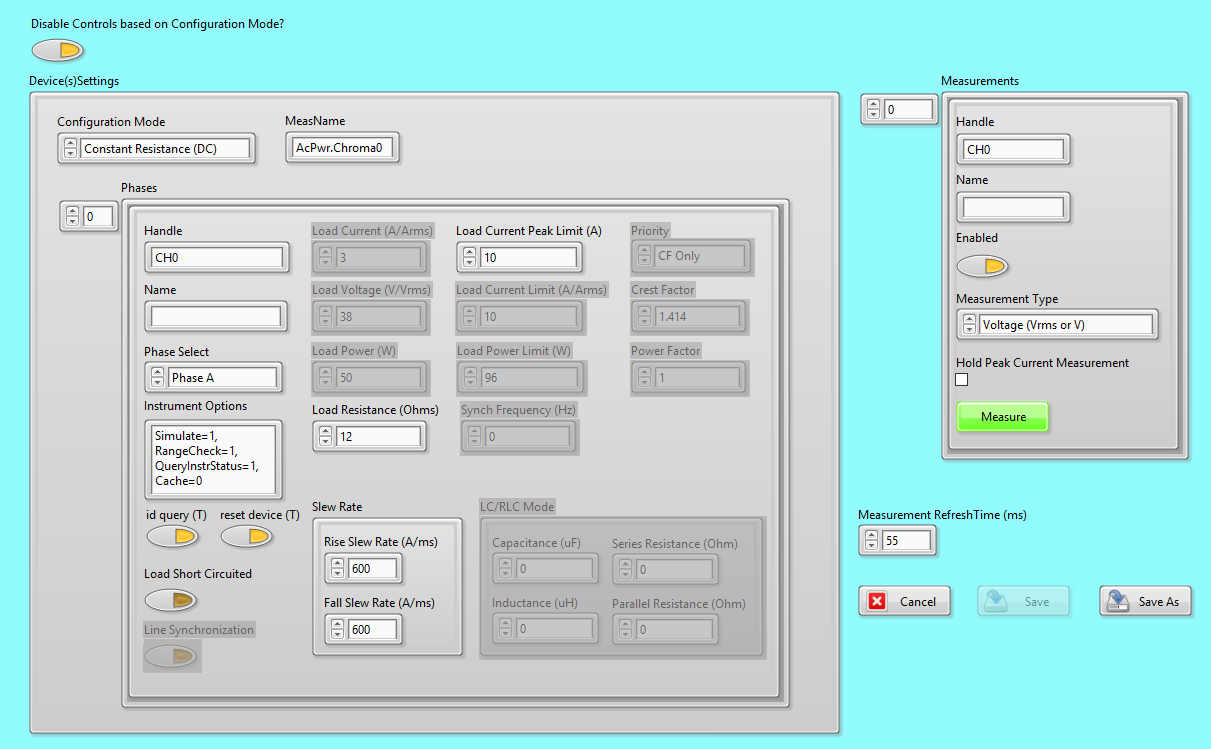 Disable Controls based on Configuration Mode?
Device(s)Settings
Configuration Mode
Constant Resistance (DC)
MeasName
AcPwr.Chroma0
Phases
0
Handle
CH0
Name
Phase Select
Phase A
Instrument Options
Simulate=1,
RangeCheck=1,
QueryInstrStatus=1,
Cache=0
id query (T)
reset device (T)
Load Short Circuited
Line Synchronization
Load Current (A/Arms)
3
Load Voltage (V/Vrms)
38
Load Power (W)
50
Load Resistance (Ohms)
12
Load Current Peak Limit (A)
10
Load Current Limit (A/Arms)
10
Load Power Limit (W)
96
Synch Frequency (Hz)
0
Priority
CF Only
Crest Factor
1.414
Power Factor
1
Slew Rate
Rise Slew Rate (A/ms)
600
Fall Slew Rate (A/ms)
600
LC/RLC Mode
Capacitance (uF)
0
Series Resistance (Ohm)
0
Inductance (uH)
0
Parallel Resistance (Ohm)
0
Measurements
0
Handle
CH0
Name
Enabled
Measurement Type
Voltage (Vrms or V)
Hold Peak Current Measurement
Measure
Measurement RefreshTime (ms)
55
Cancel
Save
Save As